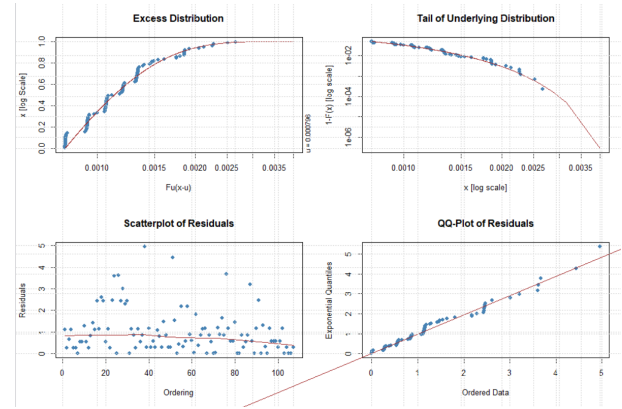 Excess Distribution
x [log Scale]
0.0 0.2 0.4 0.6 0.8 1.0
0.0010 0.0015 0.0020 0.0025 0.0035
Fu(x-u)
u = 0.000796
Tail of Underlying Distribution
1-F(x) [log scale]
1e-06 1e-04 1e-02
0.0010 0.0015 0.0020 0.0025 0.0035
x [log scale]
Scatterplot of Residuals
Residuals
0 1 2 3 4 5
0 20 40 60 80 100
Ordering
QQ-Plot of Residuals
Exponential Quantiles
0 1 2 3 4 5
0 1 2 3 4 5
Ordered Data